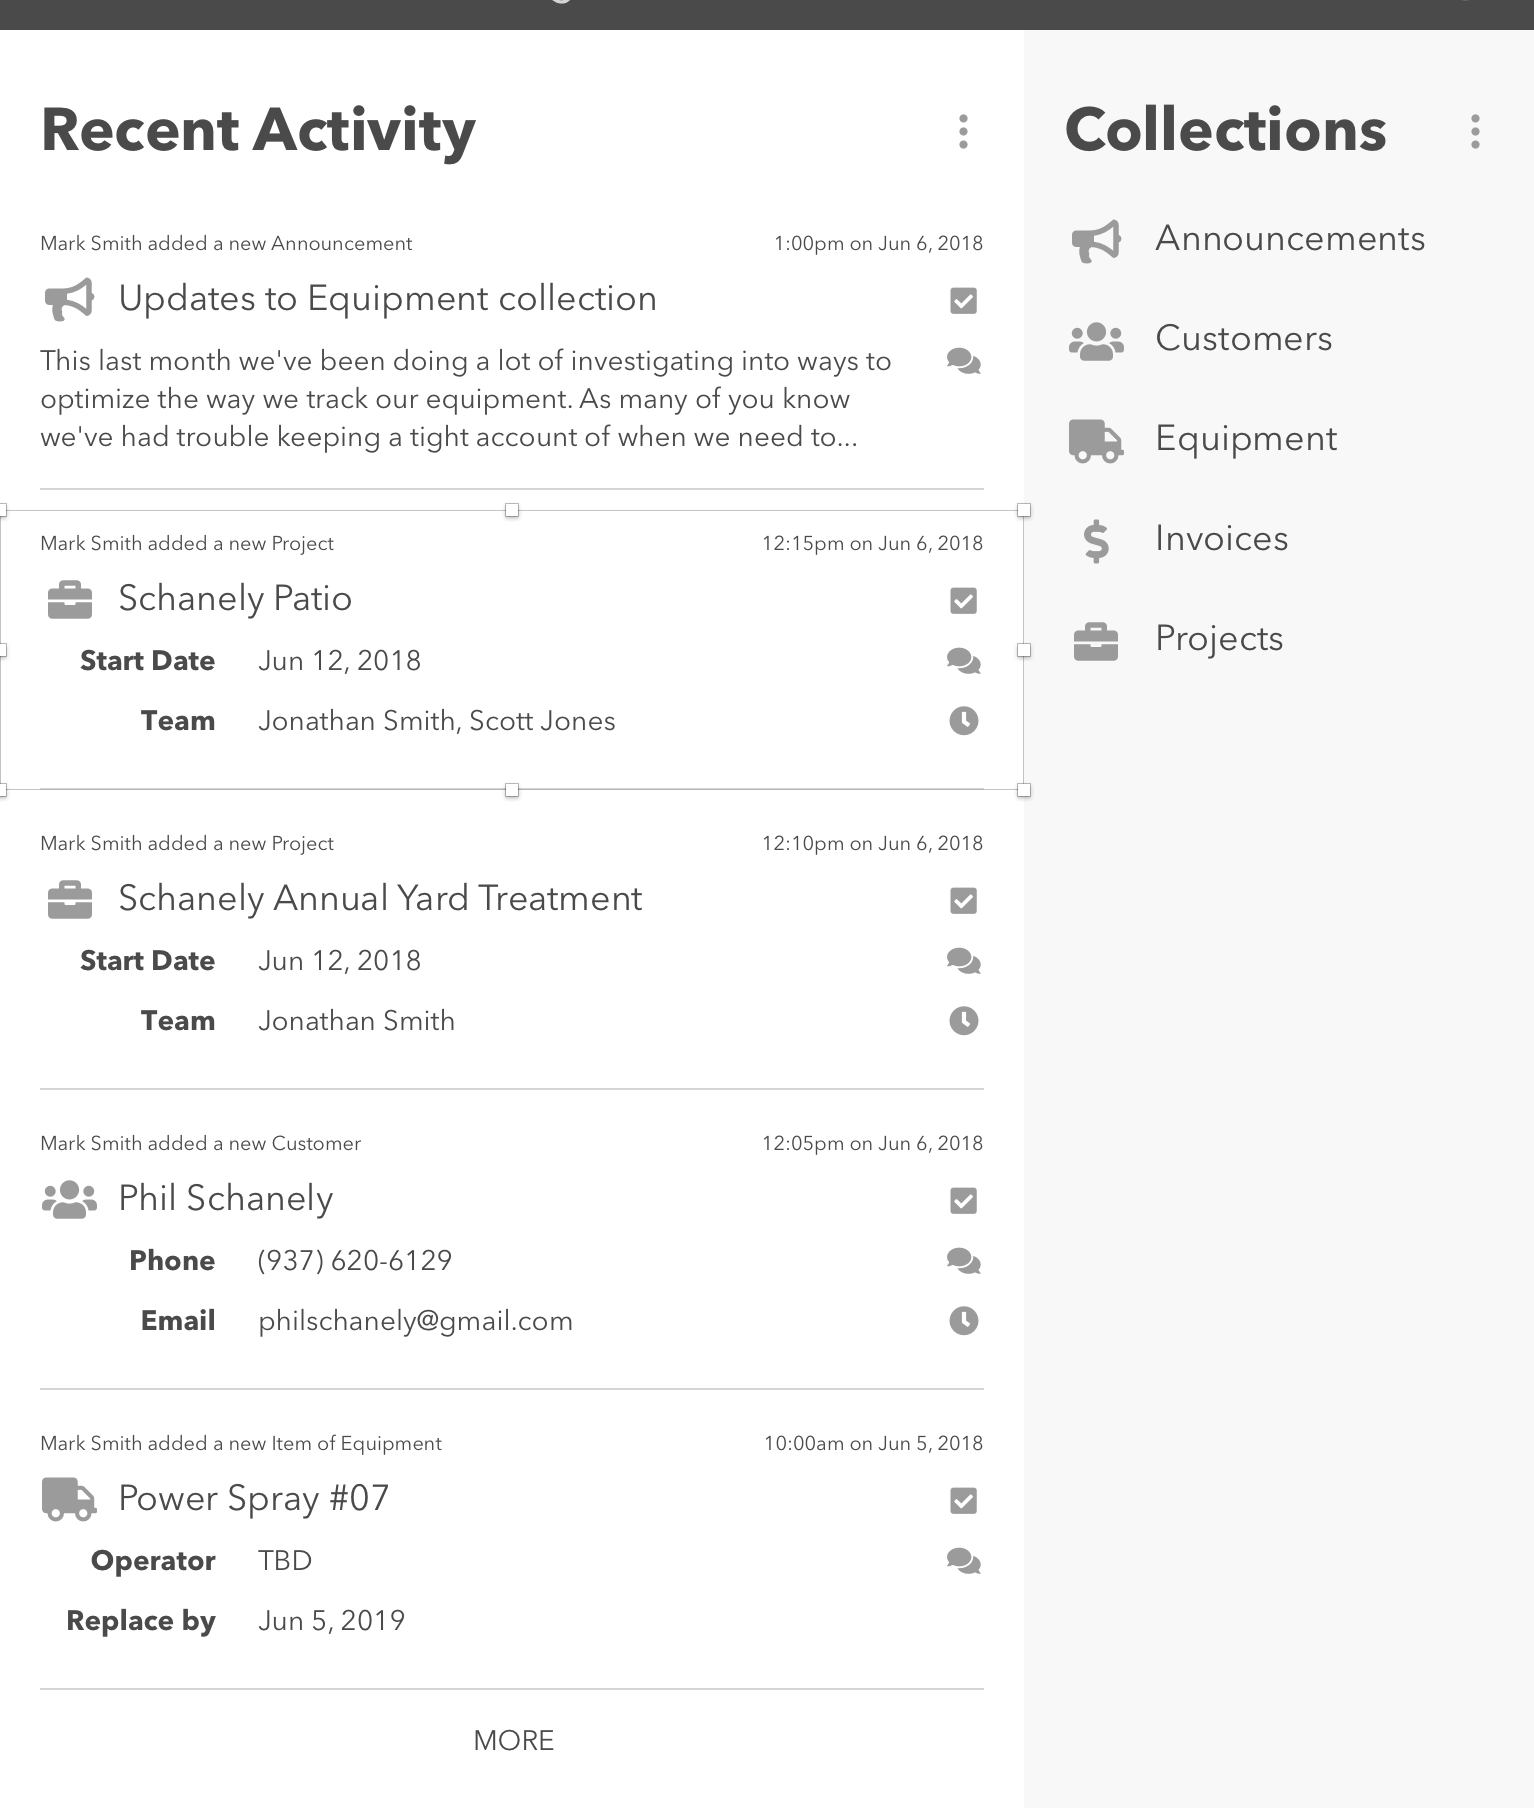 Recent Activity
Mark Smith added a new Announcement 1:00pm on Jun 6, 2018
Updates to Equipment collection
This last month we've been doing a lot of investigating into ways to
optimize the way we track our equipment. As many of you know
we've had trouble keeping a tight account of when we need to...
Mark Smith added a new Project 12:15pm on Jun 6, 2018
Schanely Patio
Start Date Jun 12, 2018
Team Jonathan Smith, Scott Jones
Mark Smith added a new Project 12:10pm on Jun 6, 2018
Schanely Annual Yard Treatment
Start Date Jun 12, 2018
Team Jonathan Smith
Mark Smith added a new Customer 12:05pm on Jun 6, 2018
Phil Schanely
Phone (937) 620-6129
Email philschanely@gmail.com
Mark Smith added a new Item of Equipment 10:00am on Jun 5, 2018
Power Spray #07
Operator TBD
Replace by Jun 5, 2019
MORE
Collections
Announcements
Customers
Equipment
Invoices
Projects